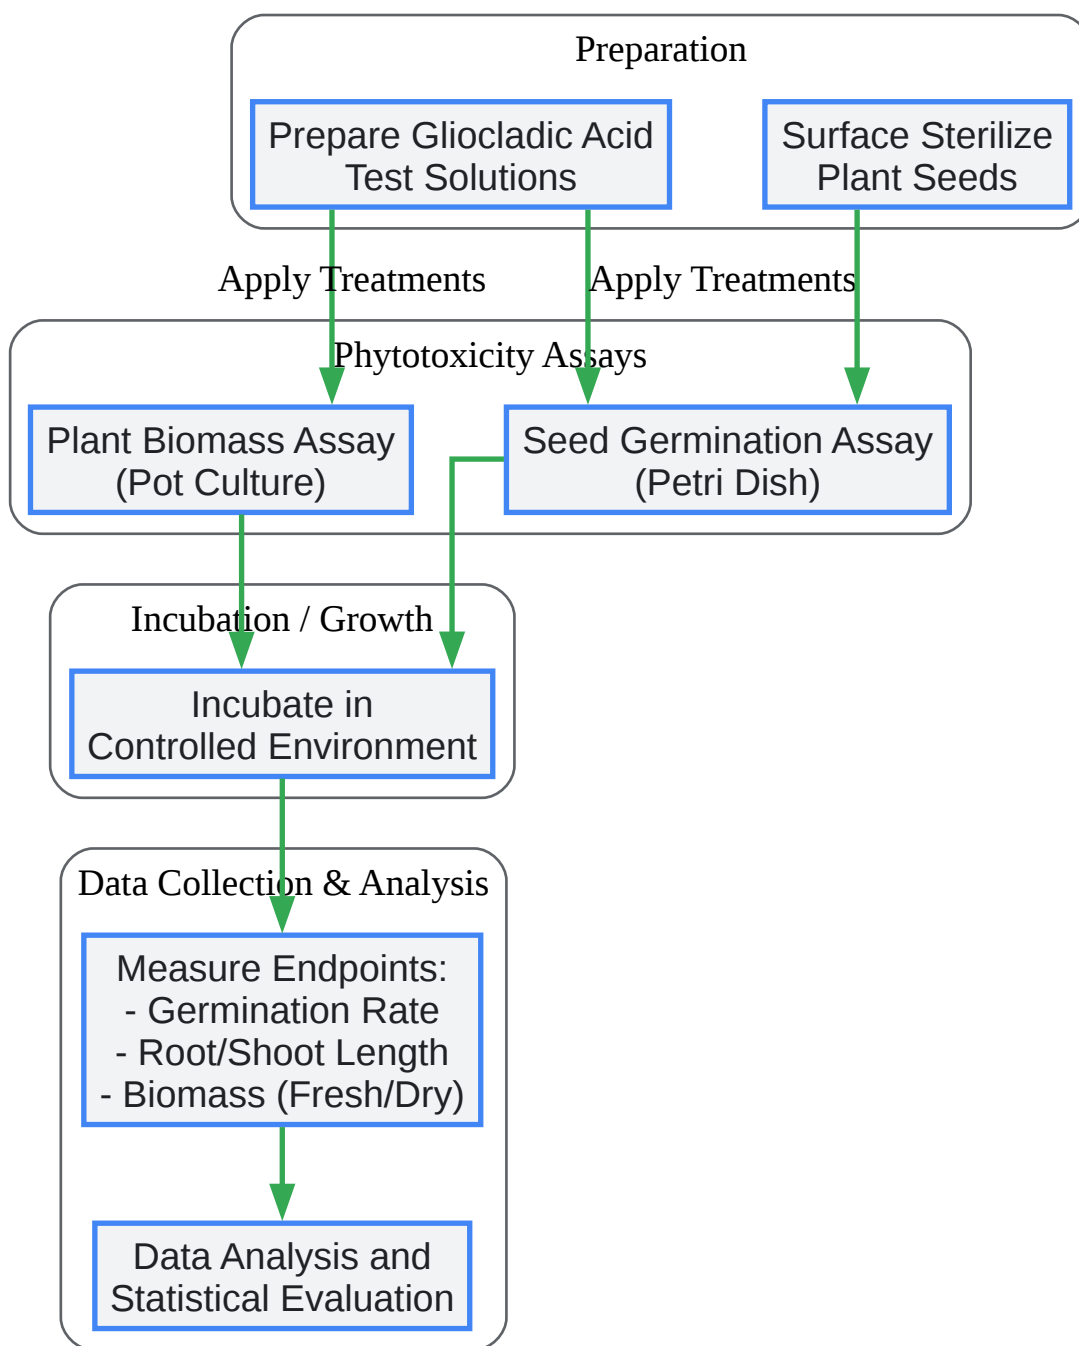 Preparation
Prepare Gliocladic Acid
Test Solutions
Surface Sterilize
Plant Seeds
Apply Treatments
Apply Treatments
Phytotoxicity Assays
Plant Biomass Assay
(Pot Culture)
Seed Germination Assay
(Petri Dish)
Incubation / Growth
Incubate in
Controlled Environment
Data Collection & Analysis
Measure Endpoints:
- Germination Rate
- Root/Shoot Length
- Biomass (Fresh/Dry)
Data Analysis and
Statistical Evaluation